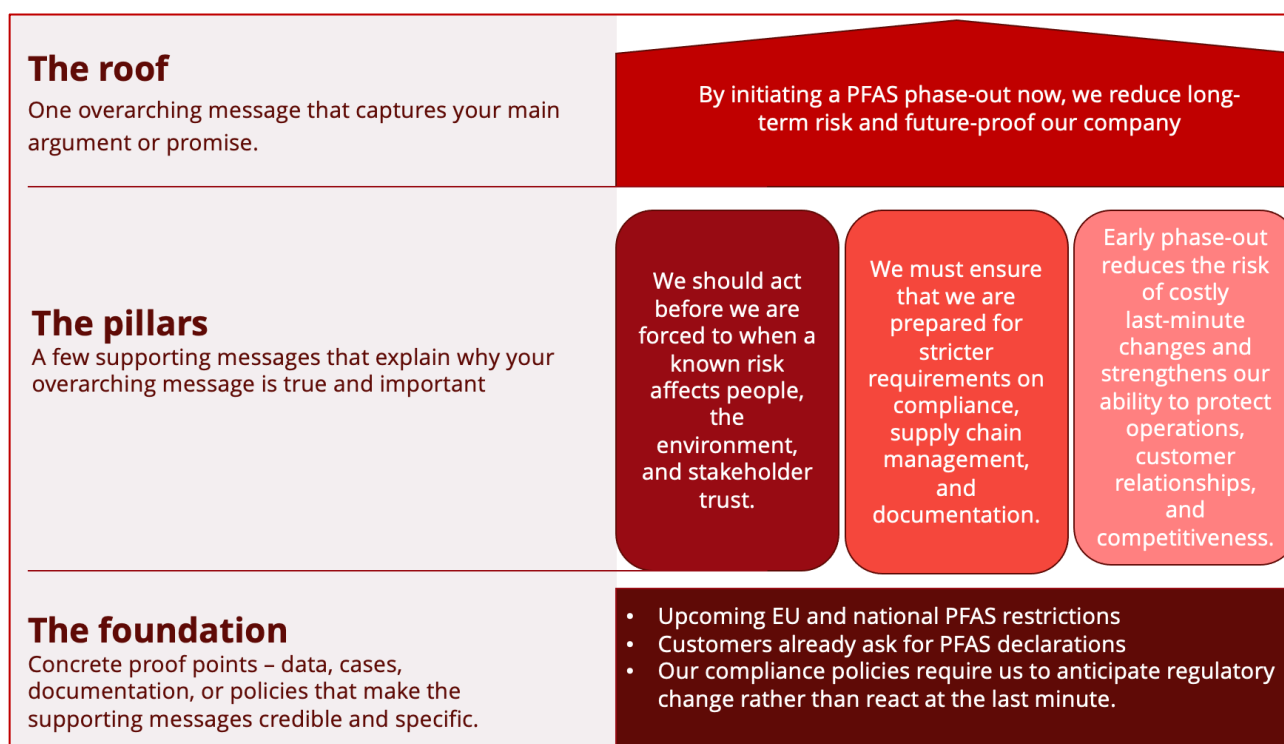 The roof
One overarching message that captures your main
argument or promise.
By initiating a PFAS phase-out now, we reduce long-
term risk and future-proof our company
The pillars
A few supporting messages that explain why your
overarching message is true and important
We should act
before we are
forced to when a
known risk
affects people,
the
environment,
and stakeholder
trust.
We must ensure
that we are
prepared for
stricter
requirements on
compliance,
supply chain
management,
and
documentation.
Early phase-out
reduces the risk
of costly
last-minute
changes and
strengthens our
ability to protect
operations,
customer
relationships,
and
competitiveness.
The foundation
Concrete proof points – data, cases,
documentation, or policies that make the
supporting messages credible and specific.
• Upcoming EU and national PFAS restrictions
• Customers already ask for PFAS declarations
• Our compliance policies require us to anticipate regulatory
change rather than react at the last minute.